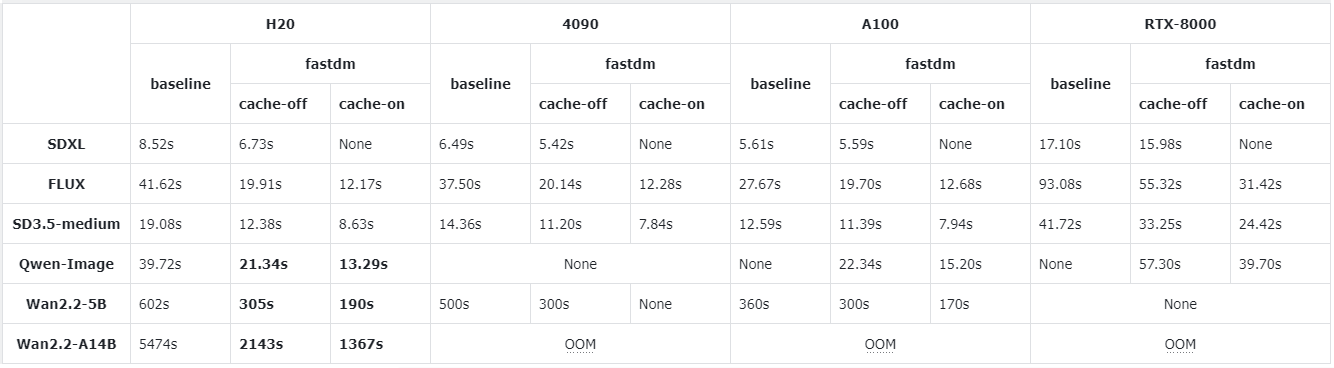 H20 4090 A100 RTX-8000
baseline fastdm baseline fastdm baseline fastdm baseline fastdm
cache-off cache-on cache-off cache-on cache-off cache-on cache-off cache-on
SDXL 8.52s 6.73s None 6.49s 5.42s None 5.61s 5.59s None 17.10s 15.98s None
FLUX 41.62s 19.91s 12.17s 37.50s 20.14s 12.28s 27.67s 19.70s 12.68s 93.08s 55.32s 31.42s
SD3.5-medium 19.08s 12.38s 8.63s 14.36s 11.20s 7.84s 12.59s 11.39s 7.94s 41.72s 33.25s 24.42s
Qwen-Image 39.72s 21.34s 13.29s None None 22.34s 15.20s None 57.30s 39.70s
Wan2.2-5B 602s 305s 190s 500s 300s None 360s 300s 170s None
Wan2.2-A14B 5474s 2143s 1367s OOM OOM OOM